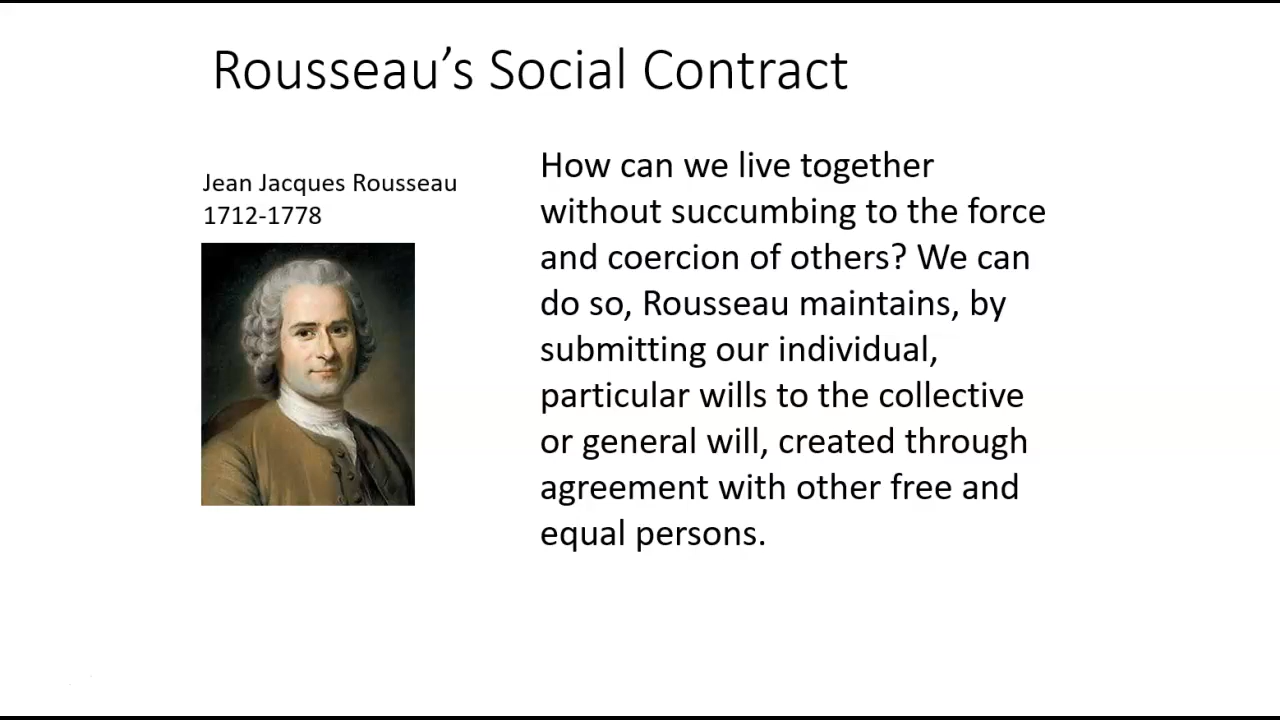 Rousseau’s Social Contract
Jean Jacques Rousseau
1712-1778
How can we live together
without succumbing to the force
and coercion of others? We can
do so, Rousseau maintains, by
submitting our individual,
particular wills to the collective
or general will, created through
agreement with other free and
equal persons.